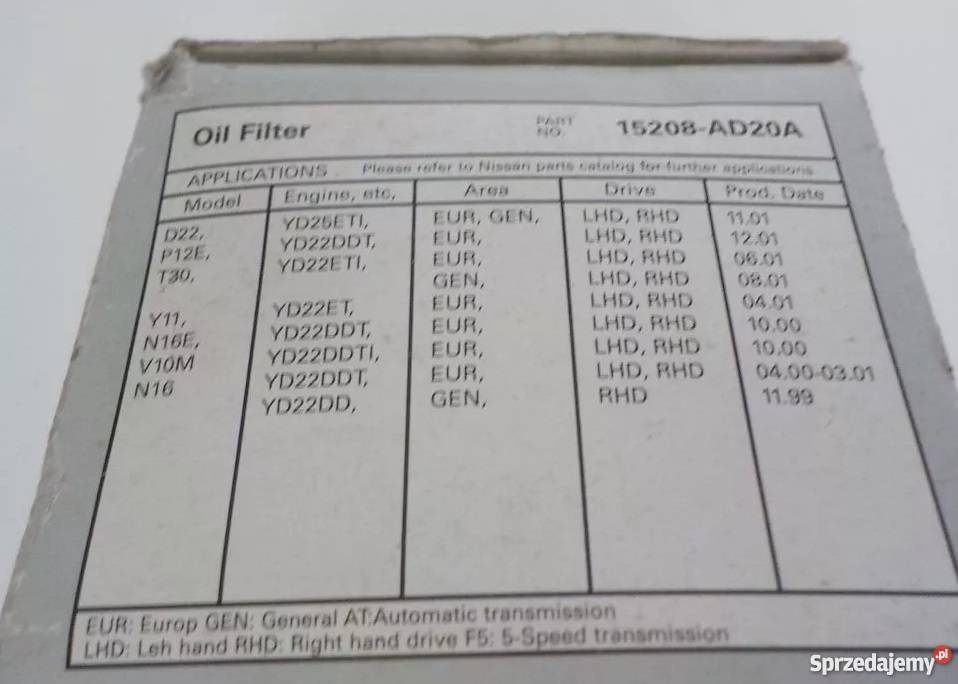 Oil Filter PART NO. 15208-AD20A
APPLICATIONS Please refer to Nissan parts catalog for further applications
Model Engine, etc, Area Drive Prod. Date
D22, YD25ETI, EUR, GEN, LHD, RHD 11.01
P12E, YD22DDT, EUR, LHD, RHD 12.01
T30, YD22ETI, EUR, LHD, RHD 06.01
GEN, LHD, RHD 08.01
Y11, YD22ET, EUR, LHD, RHD 04.01
N16E, YD22DDT, EUR, LHD, RHD 10.00
V10M YD22DDTI, EUR, LHD, RHD 10.00
N16 YD22DDT, EUR, LHD, RHD 04.00-03.01
YD22DD, GEN, RHD 11.99
EUR: Europ GEN: General AT:Automatic transmission
LHD: Leh hand RHD: Right hand drive F5: 5-Speed transmission
Sprzedajemy.pl